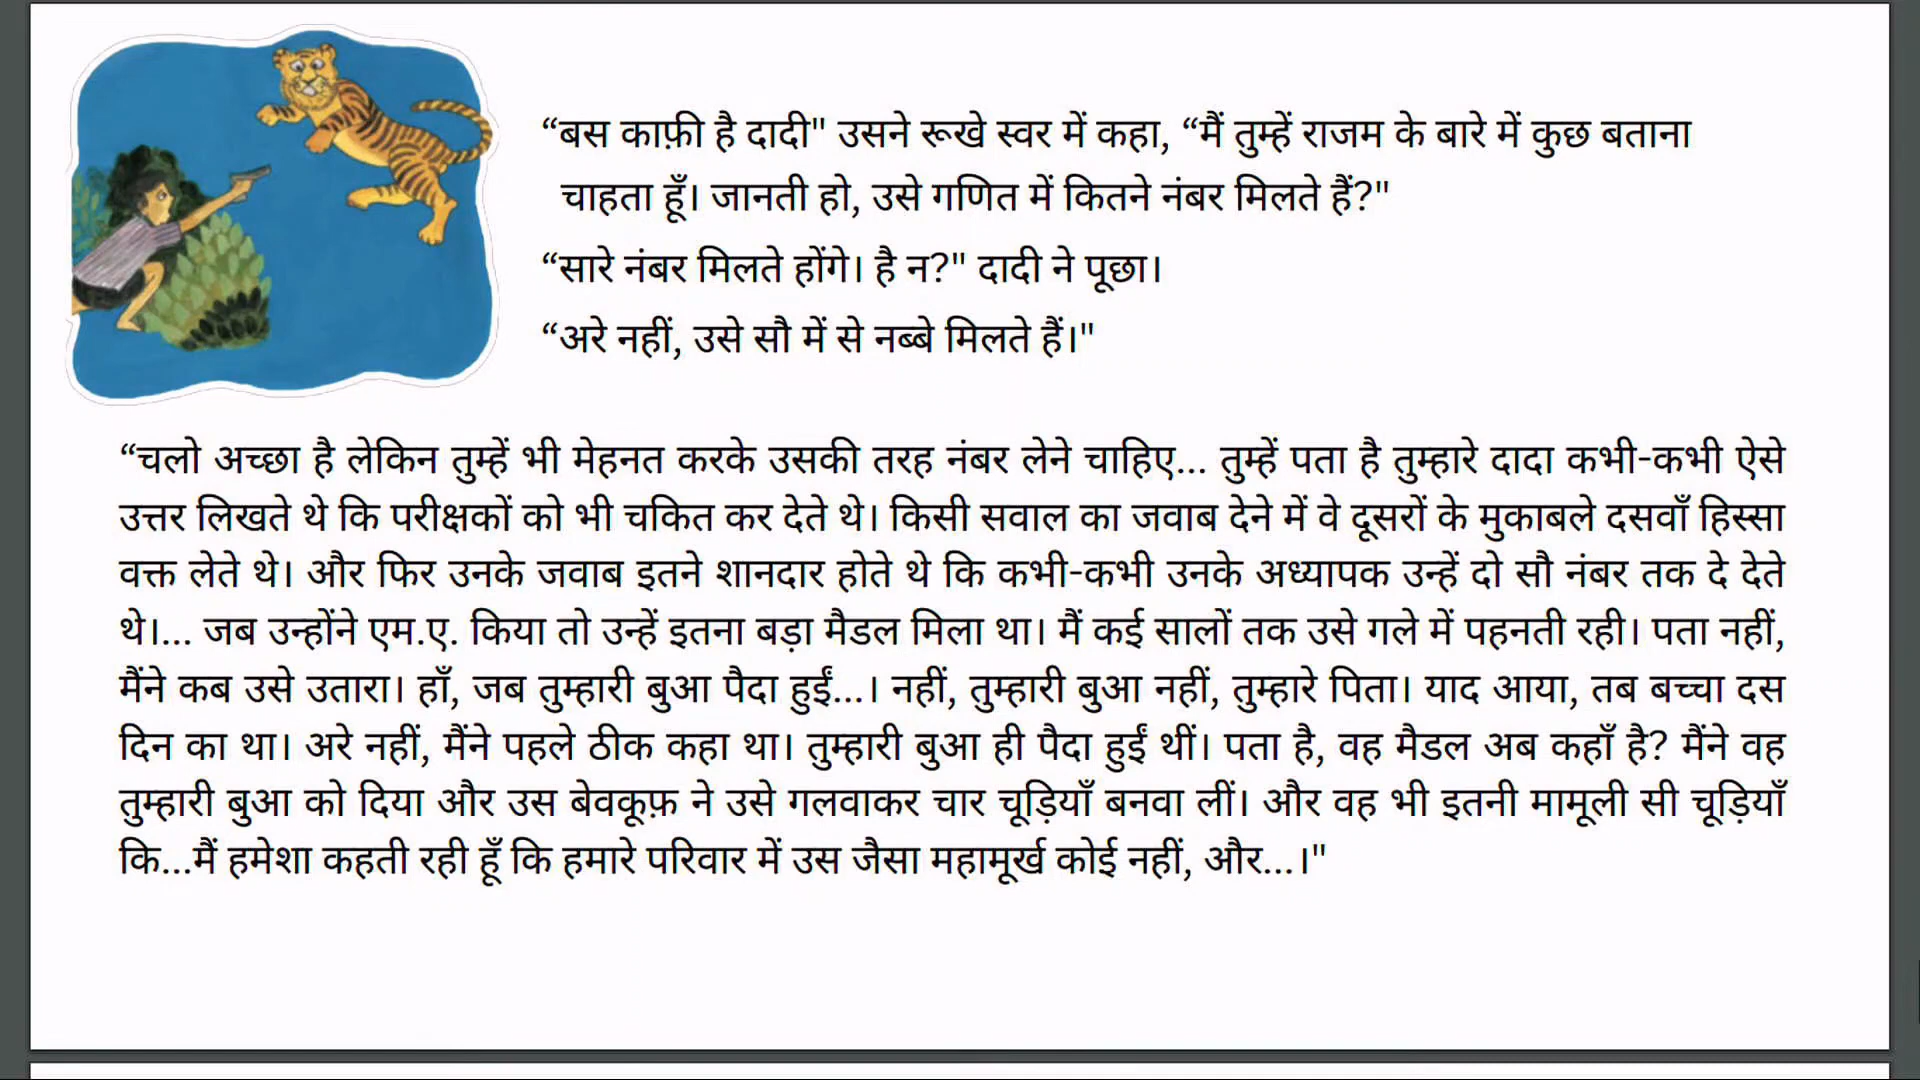 “बस काफ़ी है दादी" उसने रूखे स्वर में कहा, “मैं तुम्हें राजम के बारे में कुछ बताना
चाहता हूँ। जानती हो, उसे गणित में कितने नंबर मिलते हैं?"
“सारे नंबर मिलते होंगे। है न?" दादी ने पूछा।
“अरे नहीं, उसे सौ में से नब्बे मिलते हैं।"
“चलो अच्छा है लेकिन तुम्हें भी मेहनत करके उसकी तरह नंबर लेने चाहिए... तुम्हें पता है तुम्हारे दादा कभी-कभी ऐसे
उत्तर लिखते थे कि परीक्षकों को भी चकित कर देते थे। किसी सवाल का जवाब देने में वे दूसरों के मुकाबले दसवाँ हिस्सा
वक्त लेते थे। और फिर उनके जवाब इतने शानदार होते थे कि कभी-कभी उनके अध्यापक उन्हें दो सौ नंबर तक दे देते
थे।... जब उन्होंने एम.ए. किया तो उन्हें इतना बड़ा मैडल मिला था। मैं कई सालों तक उसे गले में पहनती रही। पता नहीं,
मैंने कब उसे उतारा। हाँ, जब तुम्हारी बुआ पैदा हुईं...। नहीं, तुम्हारी बुआ नहीं, तुम्हारे पिता। याद आया, तब बच्चा दस
दिन का था। अरे नहीं, मैंने पहले ठीक कहा था। तुम्हारी बुआ ही पैदा हुईं थीं। पता है, वह मैडल अब कहाँ है? मैंने वह
तुम्हारी बुआ को दिया और उस बेवकूफ़ ने उसे गलवाकर चार चूड़ियाँ बनवा लीं। और वह भी इतनी मामूली सी चूड़ियाँ
कि...मैं हमेशा कहती रही हूँ कि हमारे परिवार में उस जैसा महामूर्ख कोई नहीं, और...।"